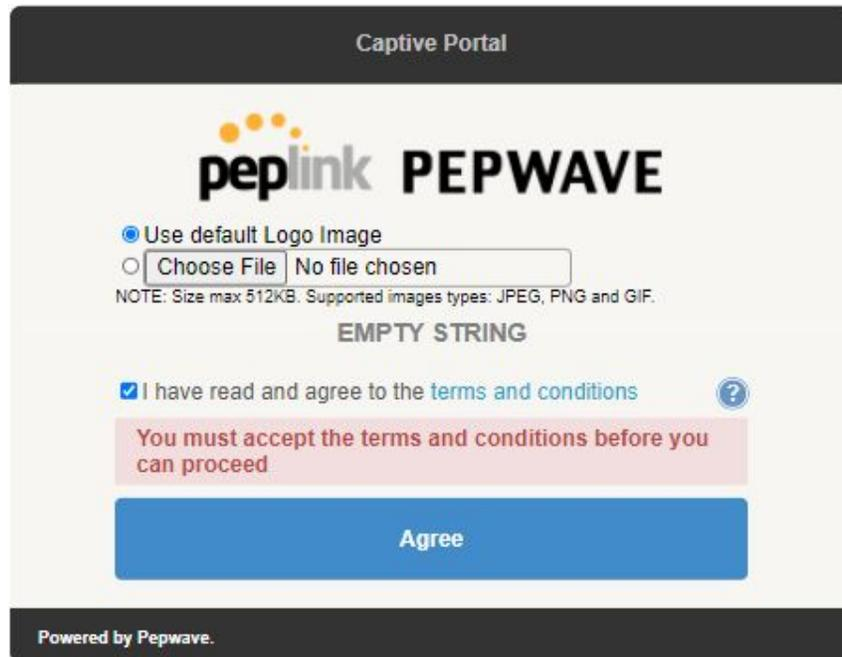 Captive Portal
peplink PEPWAVE
Use default Logo Image
Choose File No file chosen
NOTE: Size max 512KB. Supported images types: JPEG, PNG and GIF.
EMPTY STRING
I have read and agree to the terms and conditions ?
You must accept the terms and conditions before you
can proceed
Agree
Powered by Pepwave.